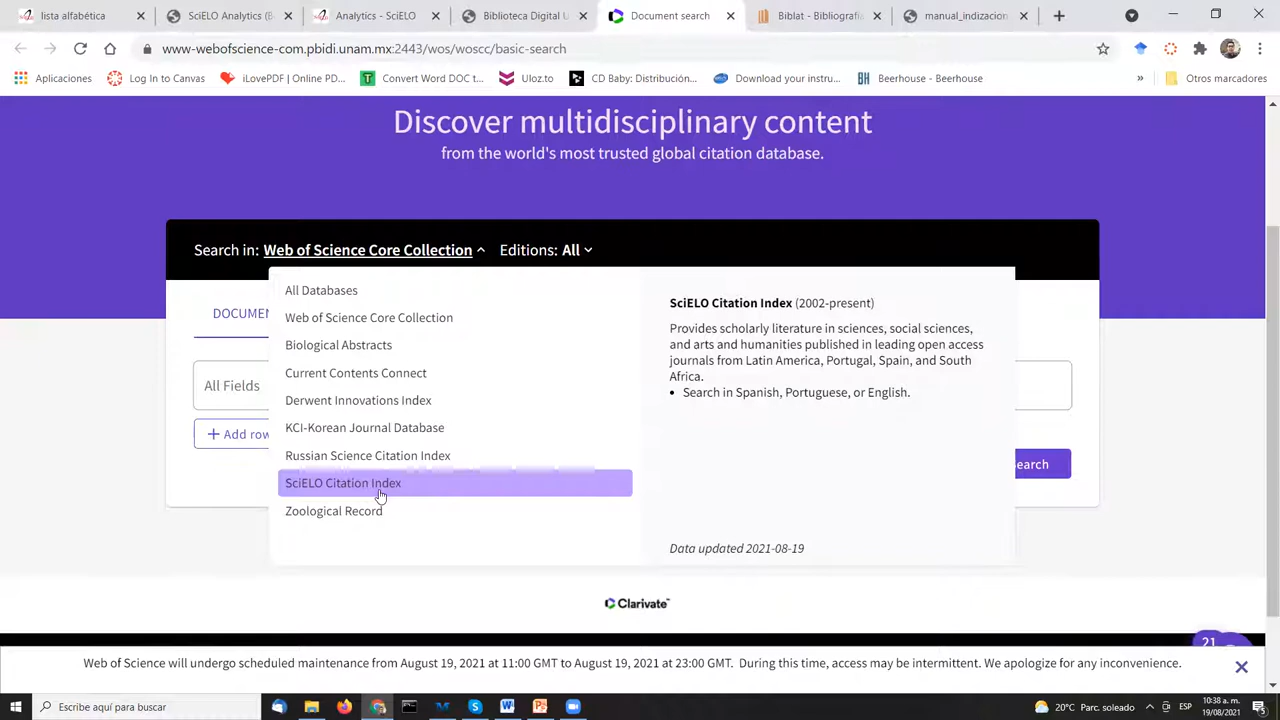 lista alfabética
SciELO Analytics (B
Analytics - SciELO
Biblioteca Digital U
Document search
Biblat - Bibliografí
manual_indizacion
www-webofscience-com.pbidi.unam.mx:2443/wos/woscc/basic-search
Aplicaciones
Log In to Canvas
iLovePDF | Online PD...
Convert Word DOC t...
Uloz.to
CD Baby: Distribución...
Download your instru...
Beerhouse - Beerhouse
»
Otros marcadores
Discover multidisciplinary content
from the world's most trusted global citation database.
Search in: Web of Science Core Collection
Editions: All
All Databases
Web of Science Core Collection
Biological Abstracts
Current Contents Connect
Derwent Innovations Index
KCI-Korean Journal Database
Russian Science Citation Index
SciELO Citation Index
Zoological Record
SciELO Citation Index (2002-present)
Provides scholarly literature in sciences, social sciences,
and arts and humanities published in leading open access
journals from Latin America, Portugal, Spain, and South
Africa.
• Search in Spanish, Portuguese, or English.
Data updated 2021-08-19
DOCUMEN
All Fields
+ Add row
earch
Clarivate™
21
Web of Science will undergo scheduled maintenance from August 19, 2021 at 11:00 GMT to August 19, 2021 at 23:00 GMT. During this time, access may be intermittent. We apologize for any inconvenience.
Escribe aquí para buscar
20°C Parc. soleado
ESP
10:38 a. m.
19/08/2021